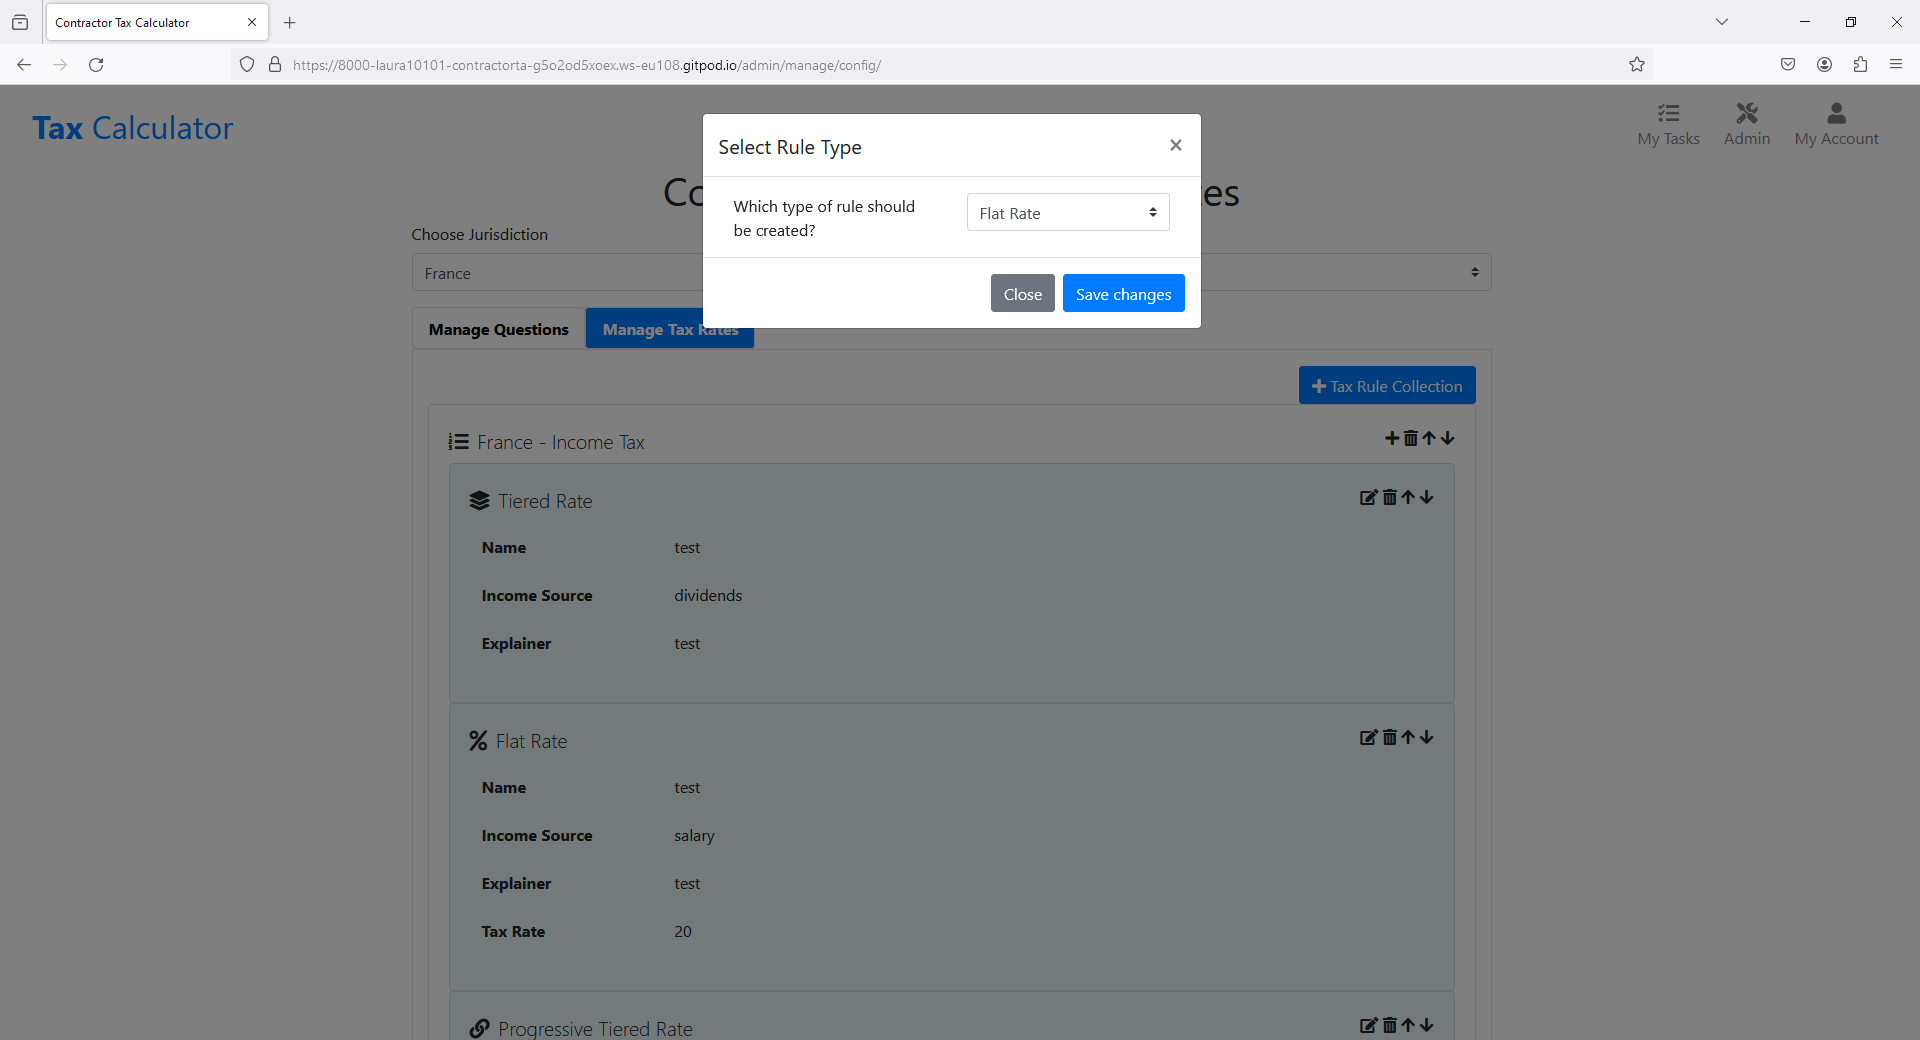 Contractor Tax Calculator
https://8000-laura10101-contractorta-g5o2od5xoex.ws-eu108.gitpod.io/admin/manage/config/
Tax Calculator
My Tasks
Admin
My Account
Select Rule Type
×
Which type of rule should
be created?
Flat Rate
Close
Save changes
Choose Jurisdiction
France
Manage Questions
Manage Tax Rates
Tax Rule Collection
France - Income Tax
Tiered Rate
Name test
Income Source dividends
Explainer test
Flat Rate
Name test
Income Source salary
Explainer test
Tax Rate 20
Progressive Tiered Rate